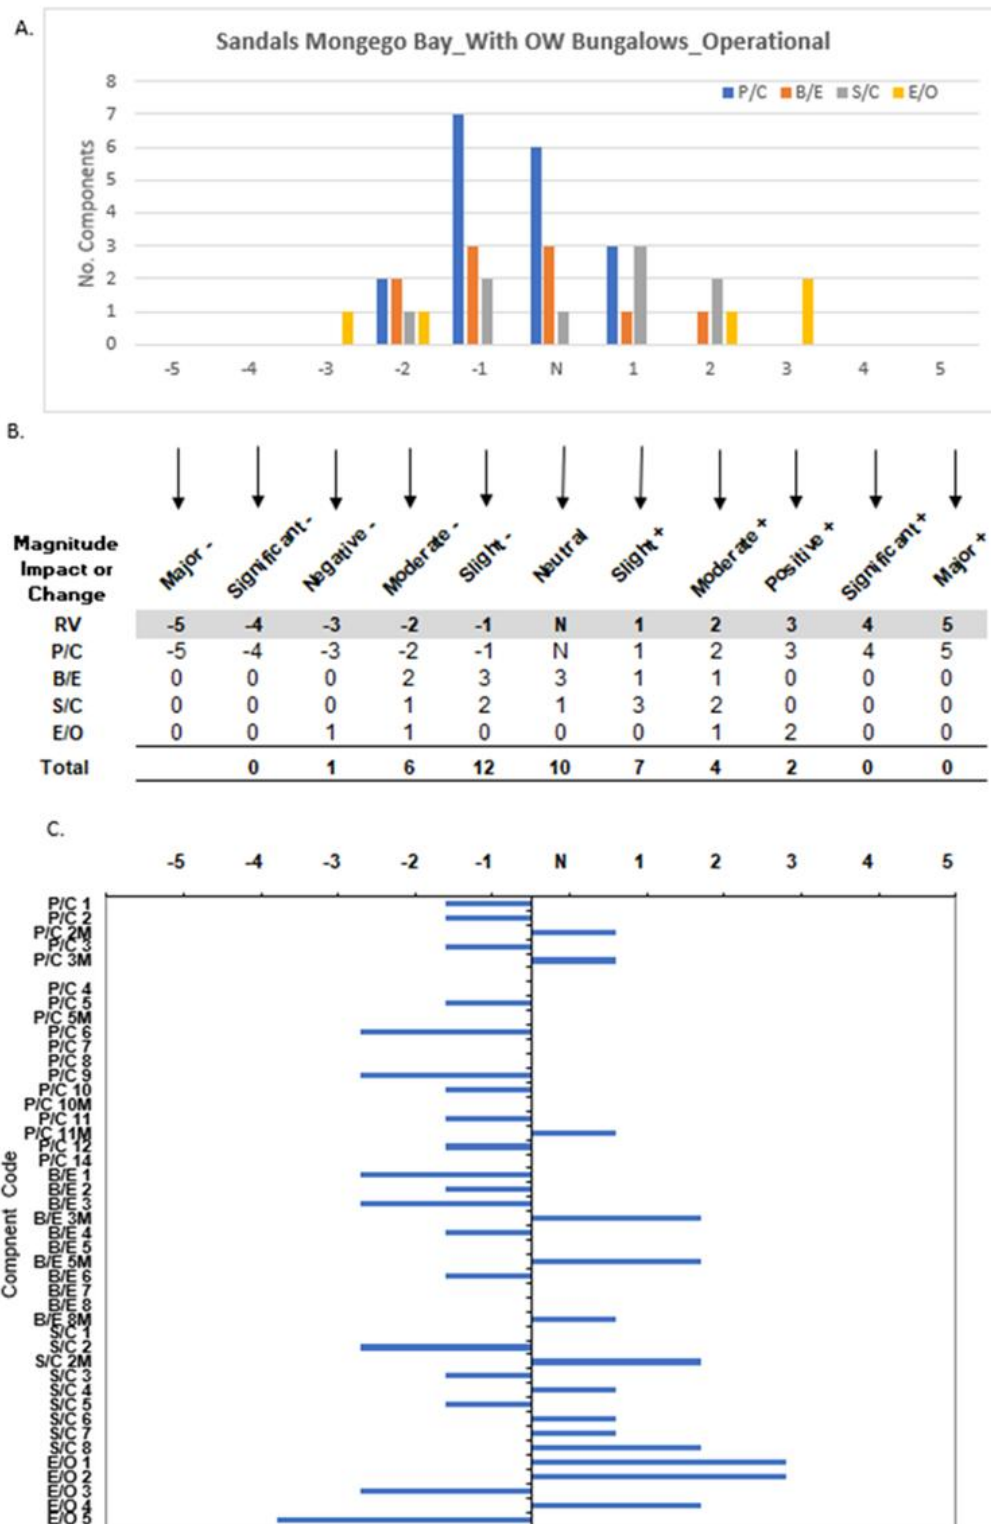 A.
Sandals Mongego Bay_With OW Bungalows_Operational
P/C B/E S/C E/O
No. Components
8
7
6
5
4
3
2
1
0
-5 -4 -3 -2 -1 N 1 2 3 4 5
B.
Magnitude Impact or Change
Major - Significant - Negative - Moderate - Slight - Neutral Slight + Moderate + Positive + Significant + Major +
RV -5 -4 -3 -2 -1 N 1 2 3 4 5
P/C -5 -4 -3 -2 -1 N 1 2 3 4 5
B/E 0 0 0 2 3 3 1 1 0 0 0
S/C 0 0 0 1 2 1 3 2 0 0 0
E/O 0 0 1 1 0 0 0 1 2 0 0
Total 0 1 6 12 10 7 4 2 0 0
C.
-5 -4 -3 -2 -1 N 1 2 3 4 5
Compnent Code
P/C 1
P/C 2
P/C 2M
P/C 3
P/C 3M
P/C 4
P/C 5
P/C 5M
P/C 6
P/C 7
P/C 8
P/C 9
P/C 10
P/C 10M
P/C 11
P/C 11M
P/C 12
P/C 14
B/E 1
B/E 2
B/E 3
B/E 3M
B/E 4
B/E 5
B/E 5M
B/E 6
B/E 7
B/E 8
B/E 8M
S/C 1
S/C 2
S/C 2M
S/C 3
S/C 4
S/C 5
S/C 6
S/C 7
S/C 8
E/O 1
E/O 2
E/O 3
E/O 4
E/O 5